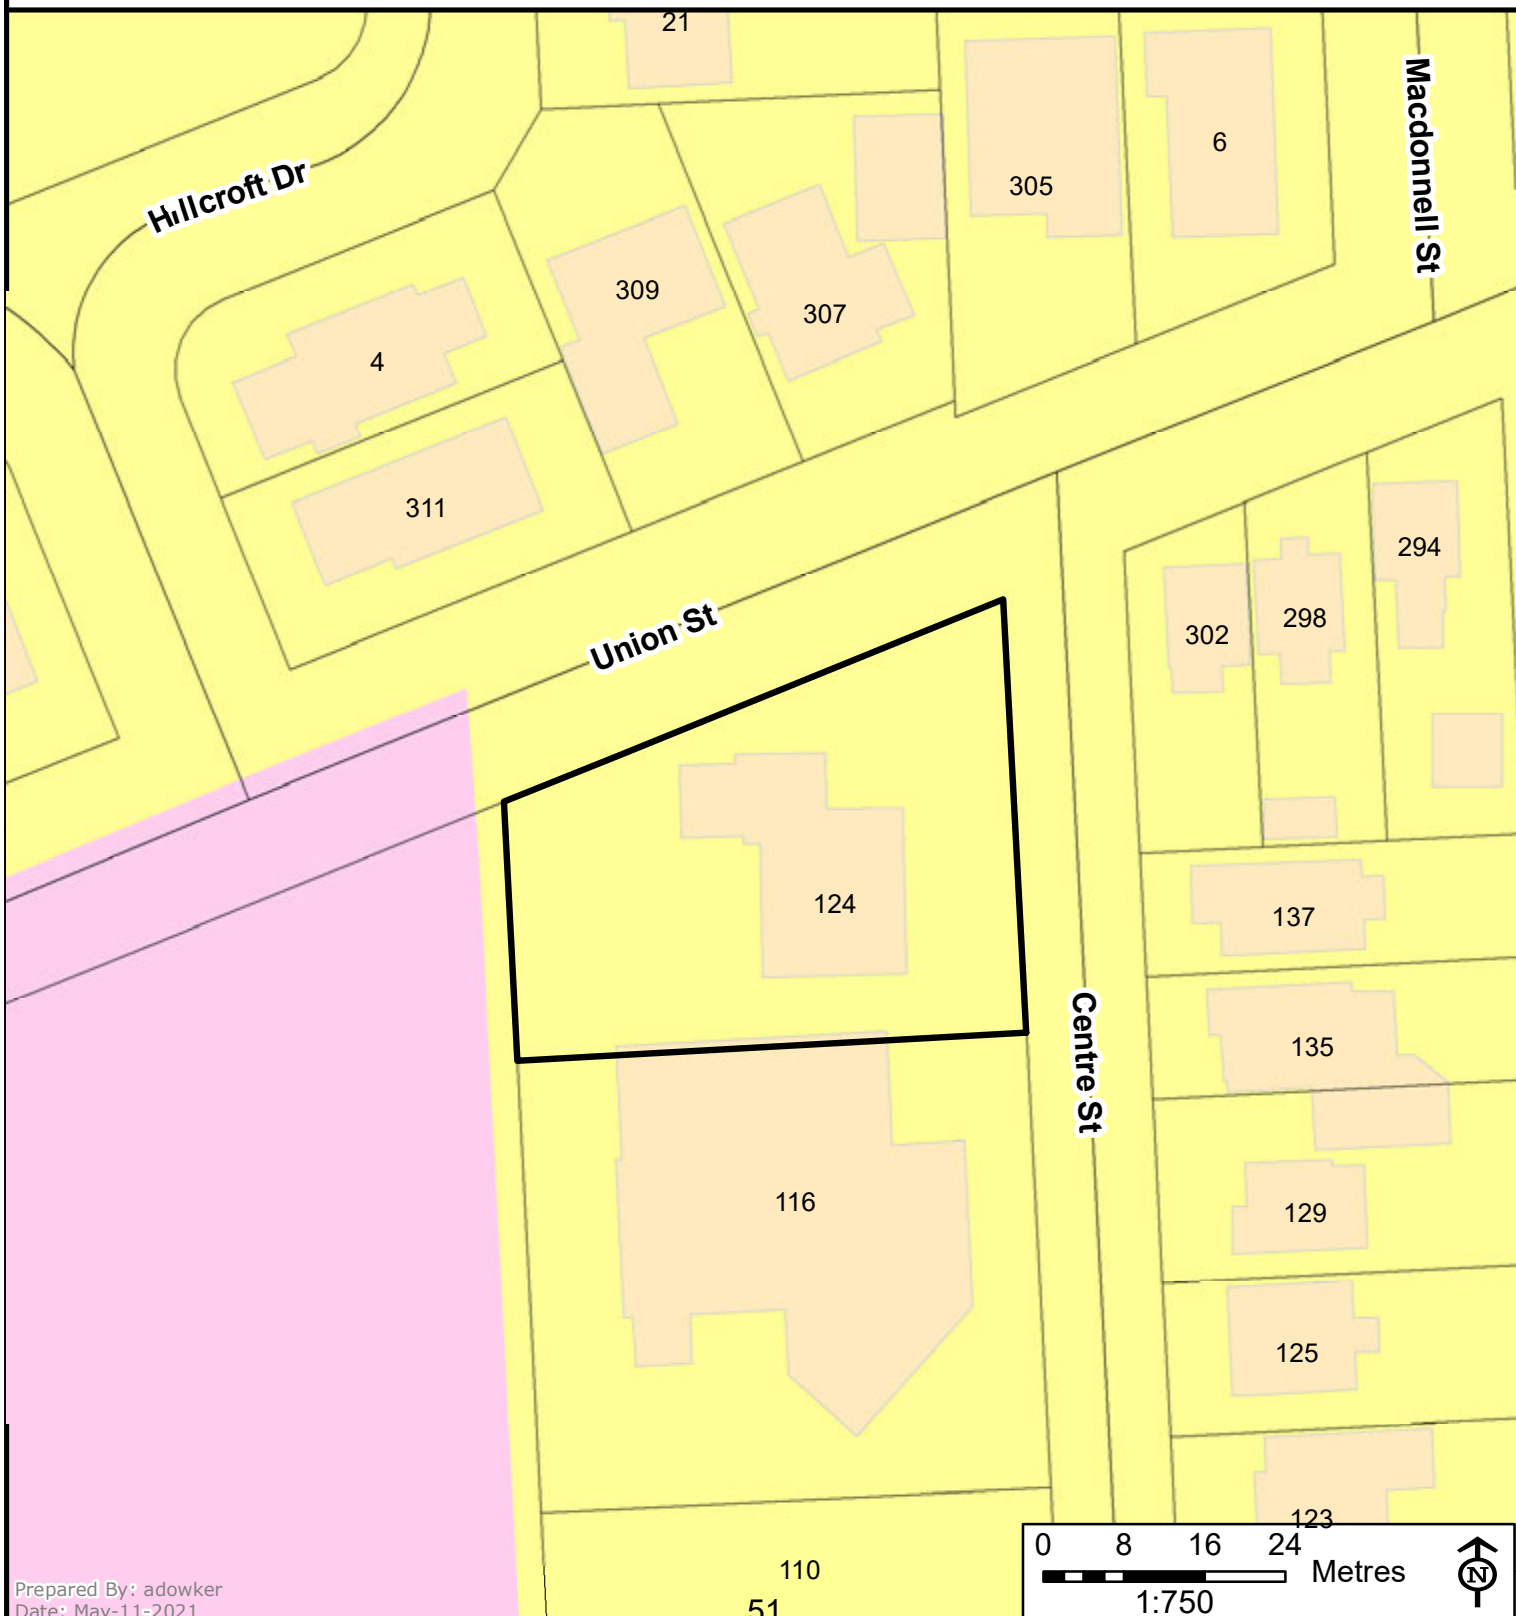 21
Macdonnell St
6
Hillcroft Dr
305
309
307
4
311
294
298
302
Union St
124
137
Centre St
135
116
129
125
123
110
51
0 8 16 24
Metres
1:750
N
Prepared By: adowker
Date: May-11-2021